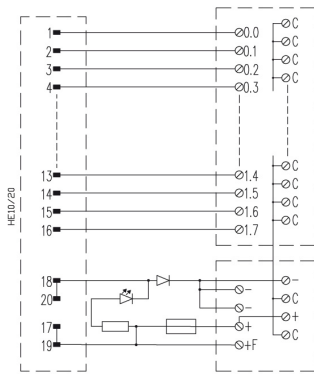 1 0.0 C
2 0.1 C
3 0.2 C
4 0.3 C
13 1.4 C
14 1.5 C
15 1.6 C
16 1.7 C
HE10/20
18 -
20 - C
- +
17 + C
19 +F